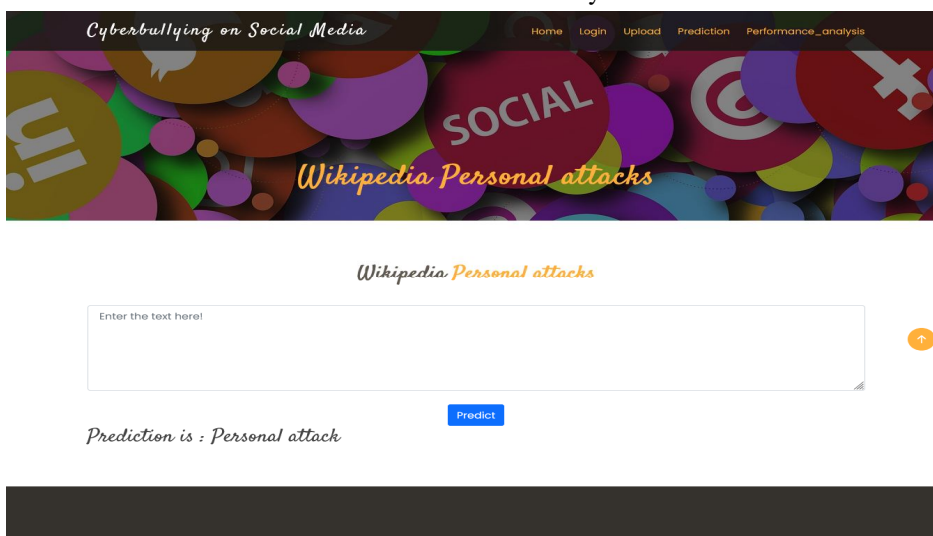 Cyberbullying on Social Media
Home Login Upload Prediction Performance_analysis
SOCIAL
Wikipedia Personal attacks
Wikipedia Personal attacks
Enter the text here!
Predict
Prediction is : Personal attack